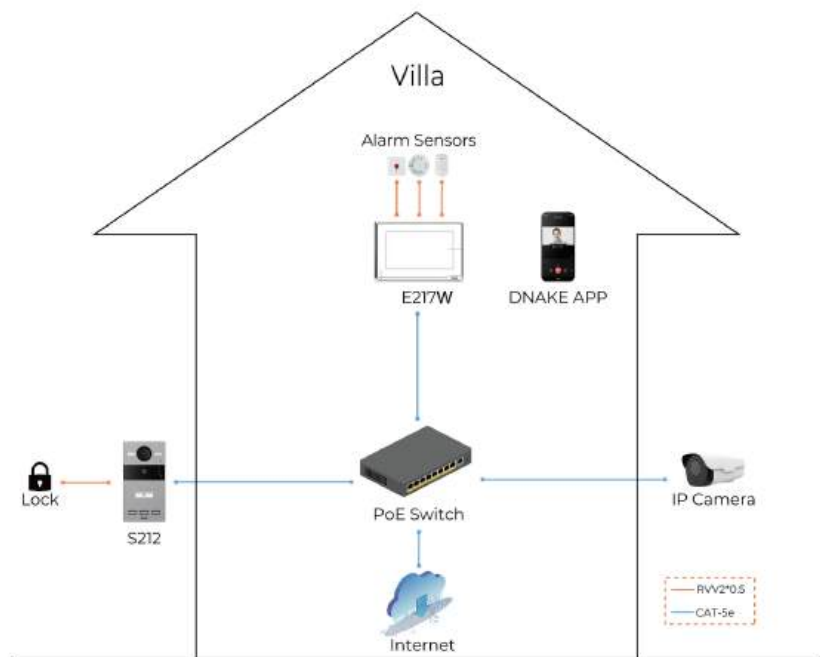 Villa
Alarm Sensors
E217W
DNAKE APP
Lock
S212
PoE Switch
IP Camera
Internet
RVV2*0.5
CAT-5e